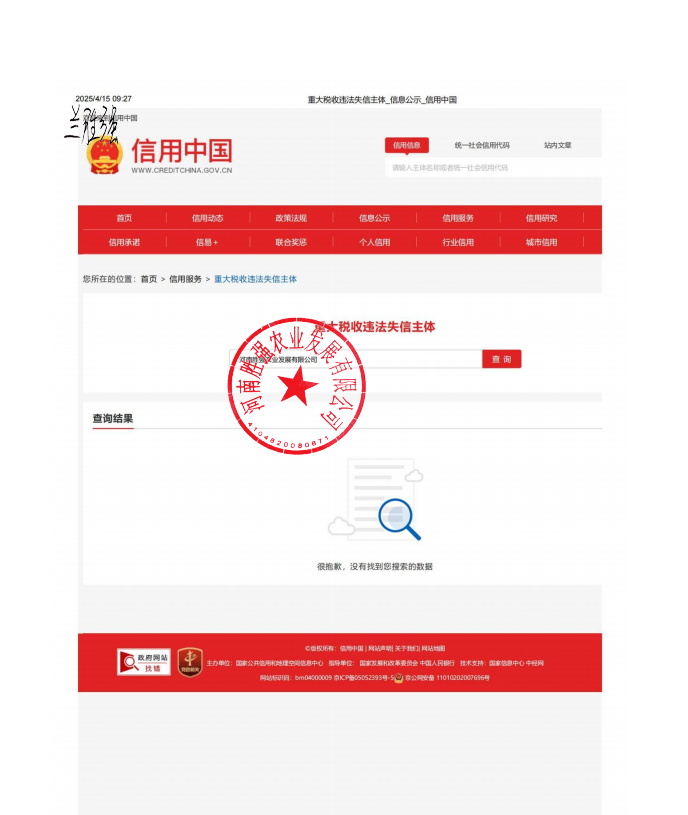 2025/4/15 09:27 重大税收违法失信主体_信息公示_信用中国
信用中国
信用中国
WWW.CREDITCHINA.GOV.CN
信用信息 统一社会信用代码 站内文章
请输入主体名称或者统一社会信用代码
首页 信用动态 政策法规 信息公示 信用服务 信用研究
信用承诺 信易+ 联合奖惩 个人信用 行业信用 城市信用
您所在的位置: 首页 > 信用服务 > 重大税收违法失信主体
重大税收违法失信主体
河南胜强农业发展有限公司 查询
河南胜强农业发展有限公司
4104820080671
查询结果
很抱歉，没有找到您搜索的数据
政府网站
找错
©版权所有: 信用中国 | 网站声明| 关于我们| 网站地图
主办单位: 国家公共信用和地理空间信息中心 指导单位: 国家发展和改革委员会 中国人民银行 技术支持: 国家信息中心 中经网
网站标识码: bm04000009 京ICP备05052393号-5 京公网安备 11010202007696号